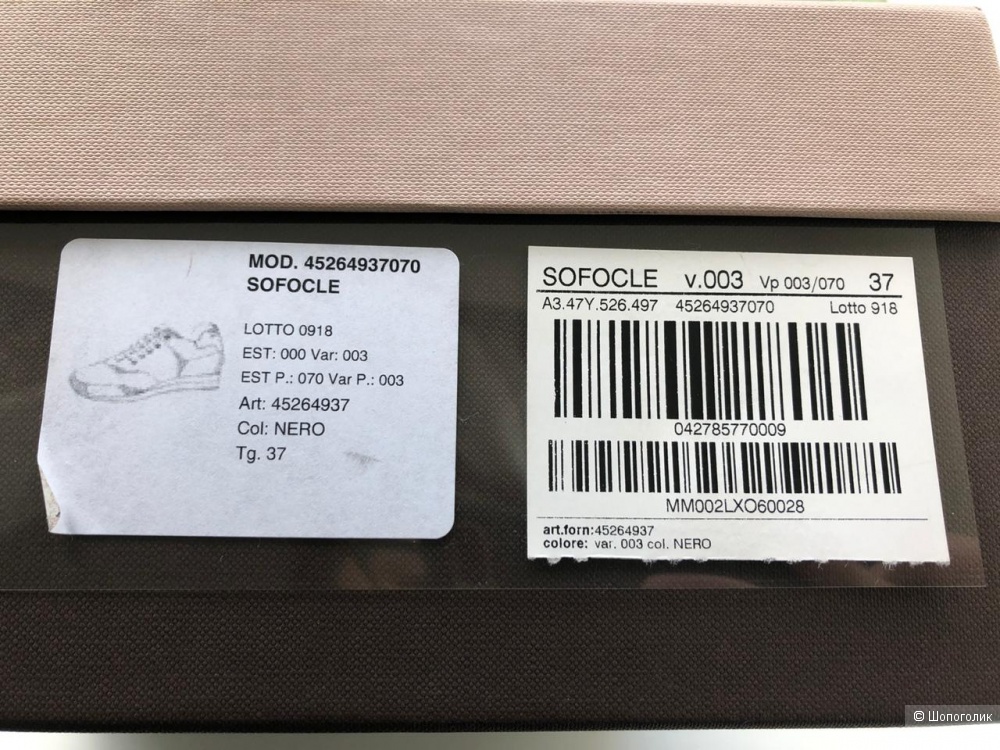 MOD. 45264937070
SOFOCLE
LOTTO 0918
EST: 000 Var: 003
EST P.: 070 Var P.: 003
Art: 45264937
Col: NERO
Tg. 37
SOFOCLE v.003 Vp 003/070 37
A3.47Y.526.497 45264937070 Lotto 918
042785770009
MM002LXO60028
art.forn:45264937
colore: var. 003 col. NERO
© Шопоголик